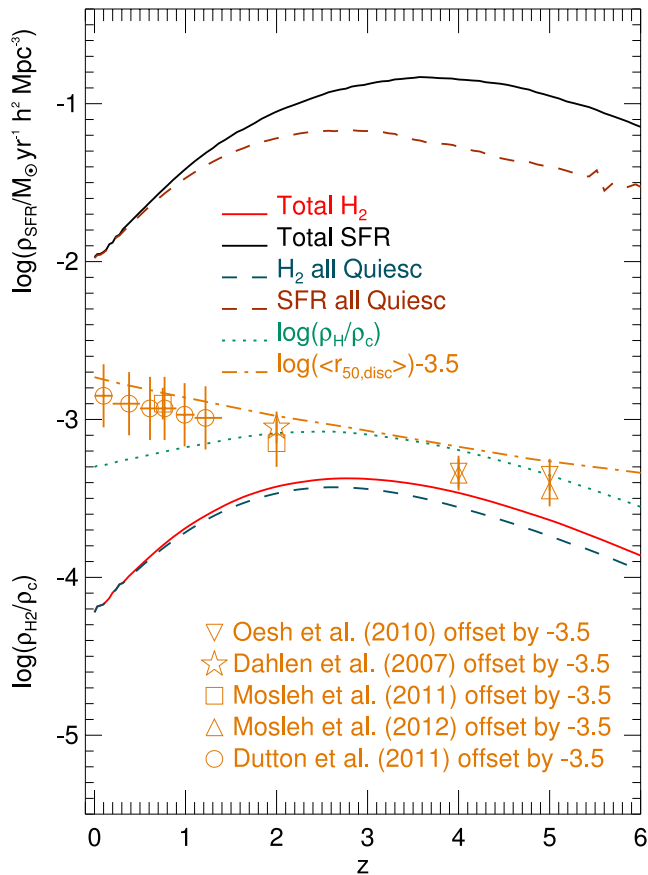 log(ρSFR/M⊙ yr-1 h2 Mpc-3)
log(ρH2/ρc)
-1
-2
-3
-4
-5
Total H2
Total SFR
H2 all Quiesc
SFR all Quiesc
log(ρH/ρc)
log(<r50,disc>)-3.5
Oesh et al. (2010) offset by -3.5
Dahlen et al. (2007) offset by -3.5
Mosleh et al. (2011) offset by -3.5
Mosleh et al. (2012) offset by -3.5
Dutton et al. (2011) offset by -3.5
0 1 2 3 4 5 6
z